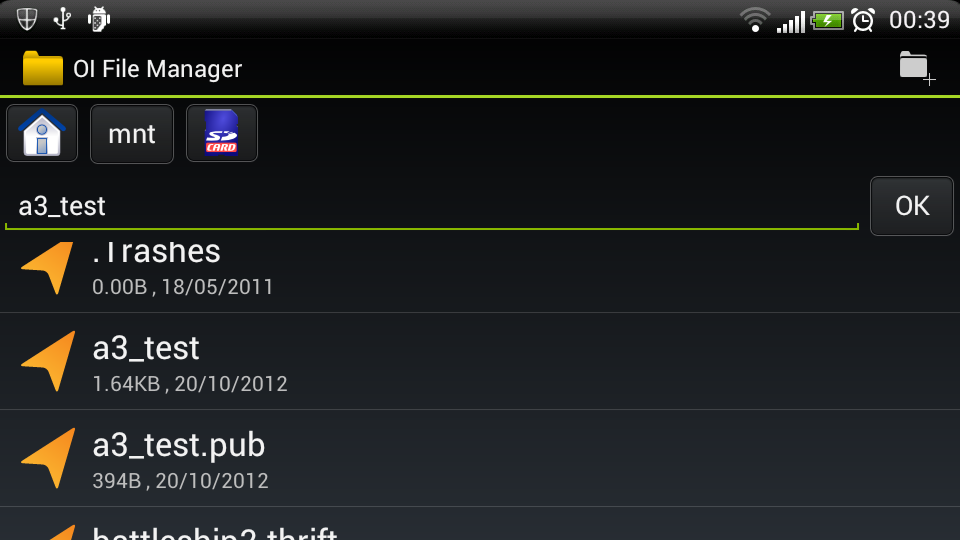 00:39
OI File Manager
mnt
SD
CARD
a3_test
OK
.Trashes
0.00B , 18/05/2011
a3_test
1.64KB , 20/10/2012
a3_test.pub
394B , 20/10/2012
battleship2.thrift